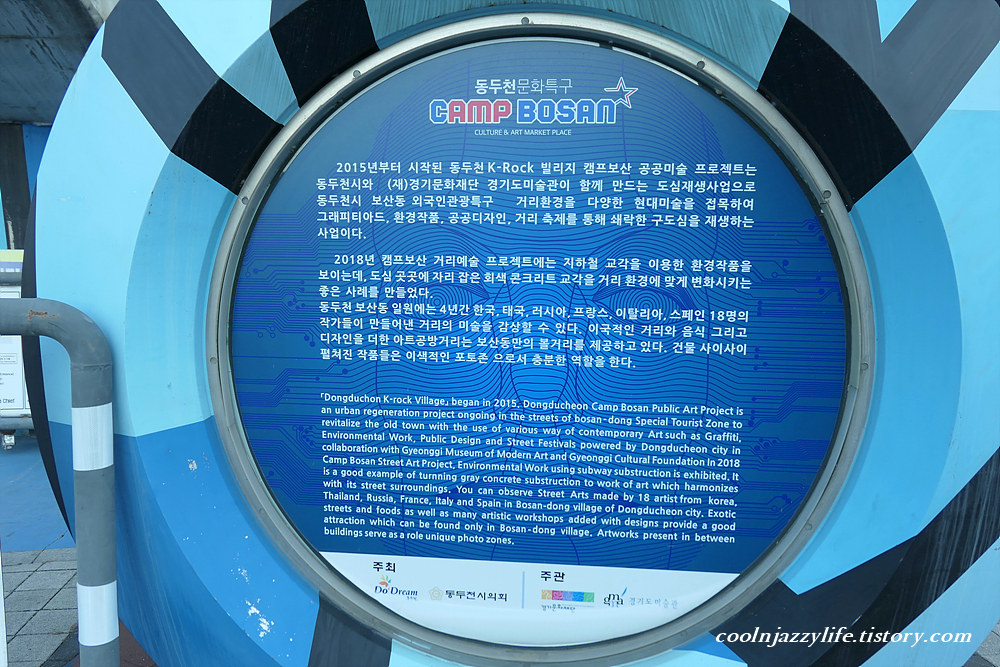 동두천문화특구
CAMP BOSAN
CULTURE & ART MARKET PLACE
2015년부터 시작된 동두천 K-Rock 빌리지 캠프보산 공공미술 프로젝트는
동두천시와 (재)경기문화재단 경기도미술관이 함께 만드는 도심재생사업으로
동두천시 보산동 외국인관광특구 거리환경을 다양한 현대미술을 접목하여
그래피티아트, 환경작품, 공공디자인, 거리 축제를 통해 쇄락한 구도심을 재생하는
사업이다.
2018년 캠프보산 거리예술 프로젝트에는 지하철 교각을 이용한 환경작품을
보이는데, 도심 곳곳에 자리 잡은 회색 콘크리트 교각을 거리 환경에 맞게 변화시키는
좋은 사례를 만들었다.
동두천 보산동 일원에는 4년간 한국, 태국, 러시아, 프랑스, 이탈리아, 스페인 18명의
작가들이 만들어낸 거리의 미술을 감상할 수 있다. 이국적인 거리와 음식 그리고
디자인을 더한 아트공방거리는 보산동만의 볼거리를 제공하고 있다. 건물 사이사이
펼쳐진 작품들은 이색적인 포토존 으로서 충분한 역할을 한다.
「Dongduchon K-rock Village」 began in 2015. Dongducheon Camp Bosan Public Art Project is
an urban regeneration project ongoing in the streets of bosan-dong Special Tourist Zone to
revitalize the old town with the use of various way of contemporary Art such as Graffiti,
Environmental Work, Public Design and Street Festivals powered by Dongducheon city in
collaboration with Gyeonggi Museum of Modern Art and Gyeonggi Cultural Foundation In 2018
Camp Bosan Street Art Project, Environmental Work using subway substruction is exhibited. It
is a good example of turnning gray concrete substruction to work of art which harmonizes
with its street surroundings. You can observe Street Arts made by 18 artist from korea,
Thailand, Russia, France, Italy and Spain in Bosan-dong village of Dongducheon city. Exotic
streets and foods as well as many artistic workshops added with designs provide a good
attraction which can be found only in Bosan-dong village. Artworks present in between
buildings serve as a role unique photo zones.
주최
주관
Do Dream
동두천시의회
gma
경기도미술관
Chief
coolnjazzylife.tistory.com